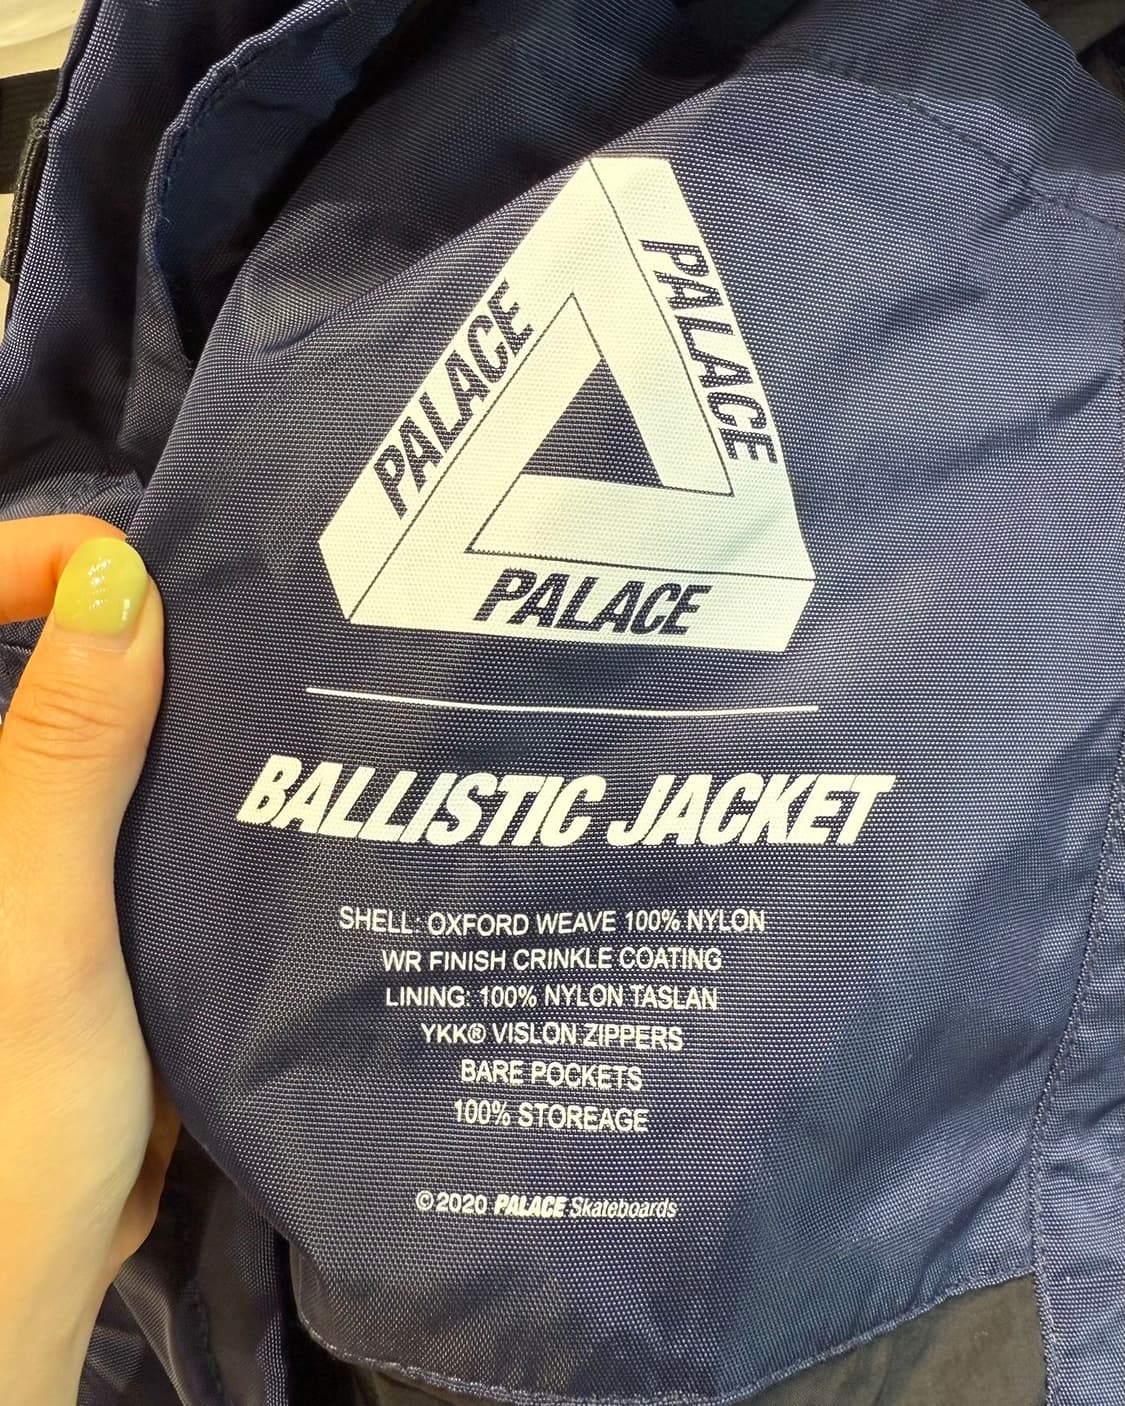 PALACE
PALACE
PALACE
BALLISTIC JACKET
SHELL: OXFORD WEAVE 100% NYLON
WR FINISH CRINKLE COATING
LINING: 100% NYLON TASLAN
YKK® VISLON ZIPPERS
BARE POCKETS
100% STOREAGE
©2020 PALACE Skateboards